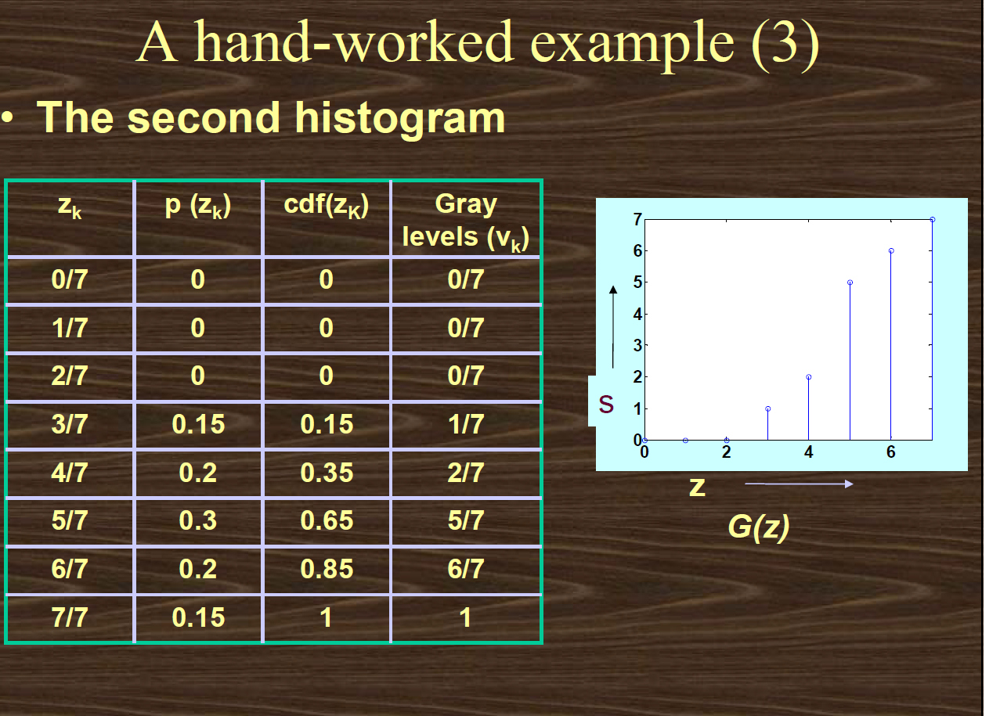 A hand-worked example (3)
• The second histogram
zk p (zk) cdf(zK) Gray levels (vk)
0/7 0 0 0/7
1/7 0 0 0/7
2/7 0 0 0/7
3/7 0.15 0.15 1/7
4/7 0.2 0.35 2/7
5/7 0.3 0.65 5/7
6/7 0.2 0.85 6/7
7/7 0.15 1 1
7
6
5
4
3
2
s
1
0
0 2 4 6
z
G(z)